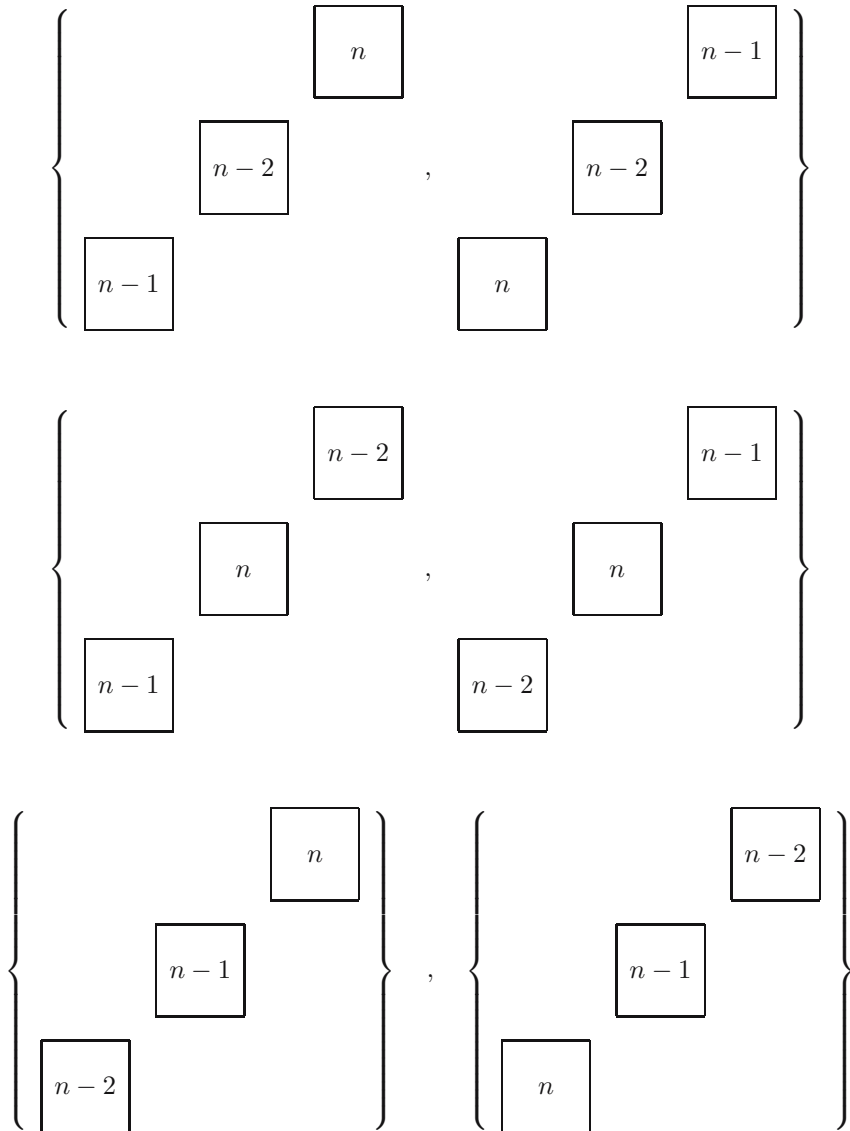 n n − 1
n − 2 , n − 2
n − 1 n
n − 2 n − 1
n , n
n − 1 n − 2
n n − 2
n − 1 , n − 1
n − 2 n